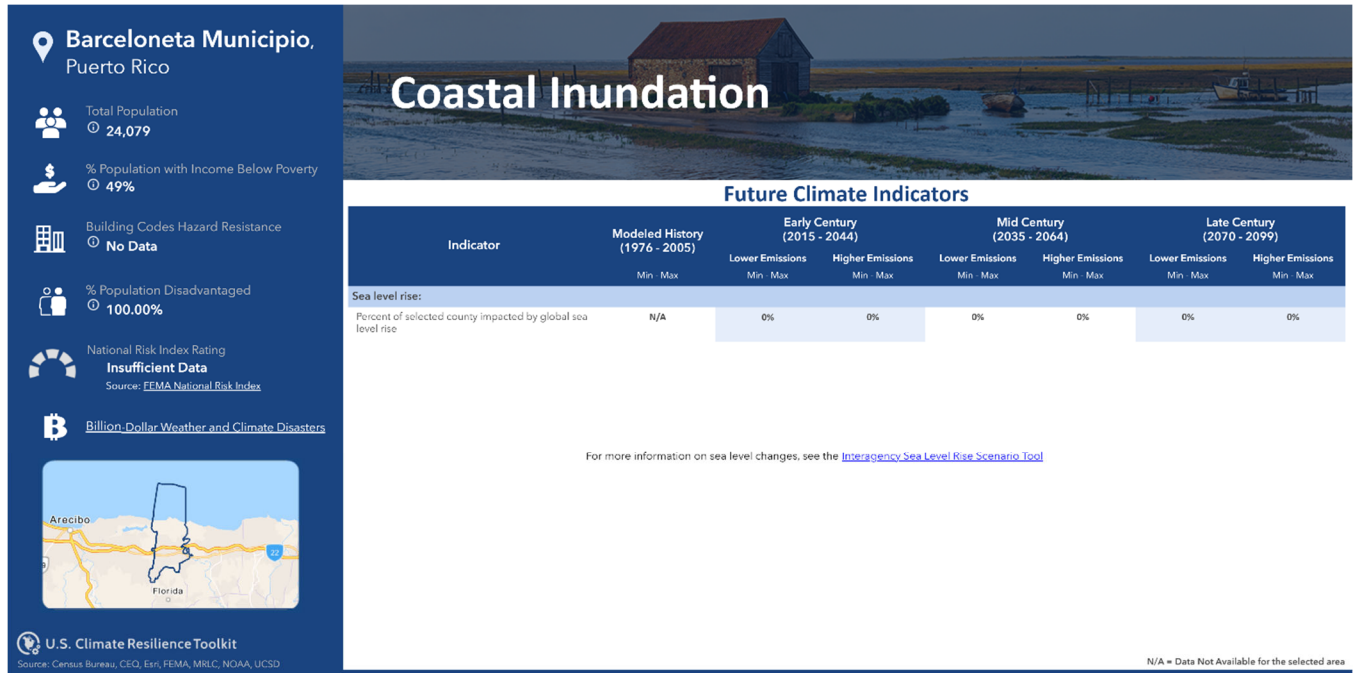 Barceloneta Municipio,
Puerto Rico
Total Population
24,079
% Population with Income Below Poverty
49%
Building Codes Hazard Resistance
No Data
% Population Disadvantaged
100.00%
National Risk Index Rating
Insufficient Data
Source: FEMA National Risk Index
Billion-Dollar Weather and Climate Disasters
Arecibo
22
Florida
U.S. Climate Resilience Toolkit
Source: Census Bureau, CEQ, Esri, FEMA, MRLC, NOAA, UCSD
Coastal Inundation
Future Climate Indicators
Indicator
Modeled History
(1976 - 2005)
Min - Max
Early Century
(2015 - 2044)
Lower Emissions Higher Emissions
Min - Max Min - Max
Mid Century
(2035 - 2064)
Lower Emissions Higher Emissions
Min - Max Min - Max
Late Century
(2070 - 2099)
Lower Emissions Higher Emissions
Min - Max Min - Max
Sea level rise:
Percent of selected county impacted by global sea
level rise
N/A 0% 0% 0% 0% 0% 0%
For more information on sea level changes, see the Interagency Sea Level Rise Scenario Tool
N/A = Data Not Available for the selected area